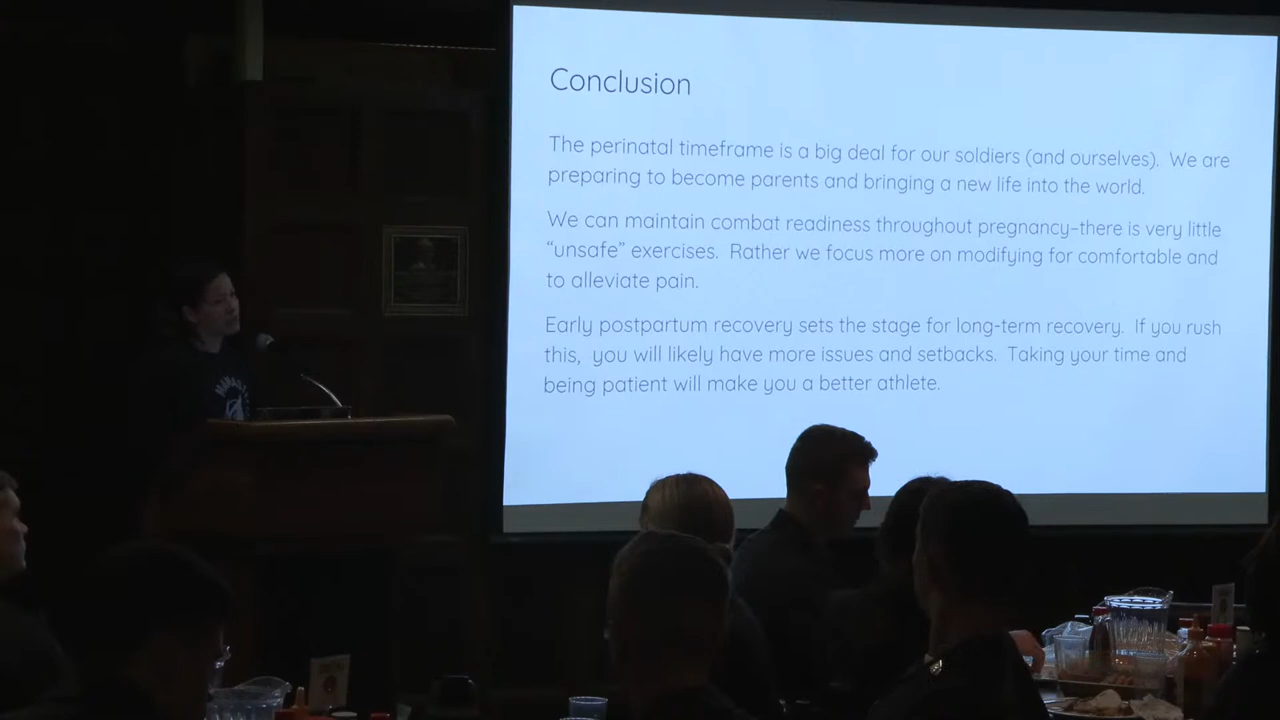 Conclusion
The perinatal timeframe is a big deal for our soldiers (and ourselves). We are
preparing to become parents and bringing a new life into the world.
We can maintain combat readiness throughout pregnancy–there is very little
“unsafe” exercises. Rather we focus more on modifying for comfortable and
to alleviate pain.
Early postpartum recovery sets the stage for long-term recovery. If you rush
this, you will likely have more issues and setbacks. Taking your time and
being patient will make you a better athlete.